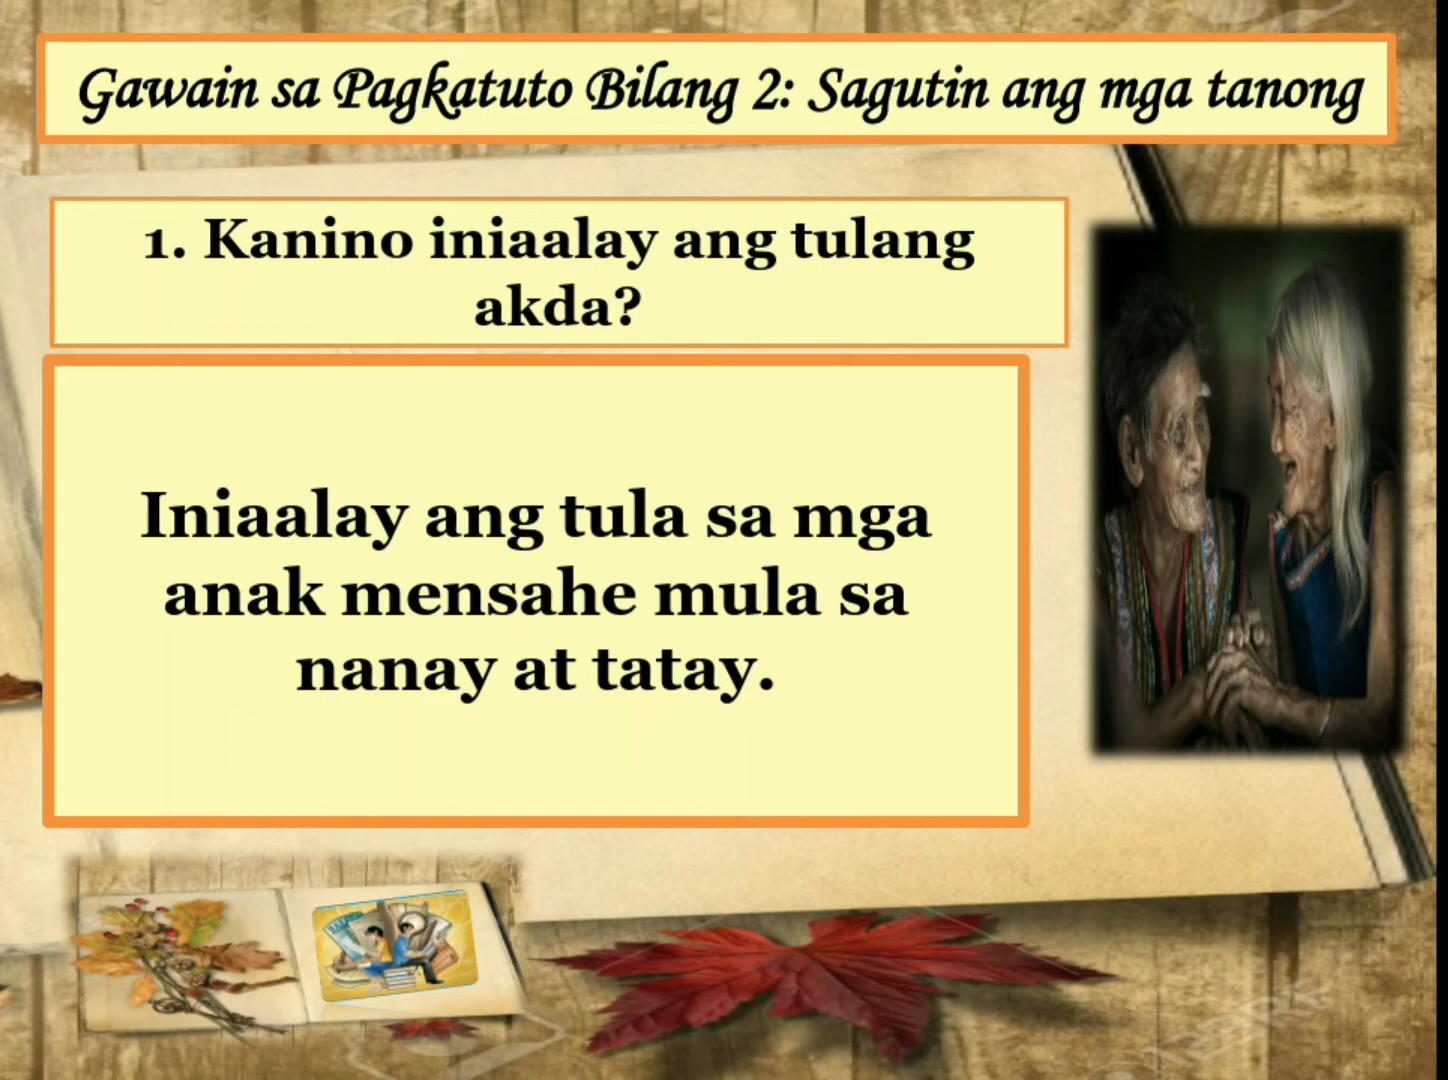 Gawain sa Pagkatuto Bilang 2: Sagutin ang mga tanong
1. Kanino iniaalay ang tulang
akda?
Iniaalay ang tula sa mga
anak mensahe mula sa
nanay at tatay.